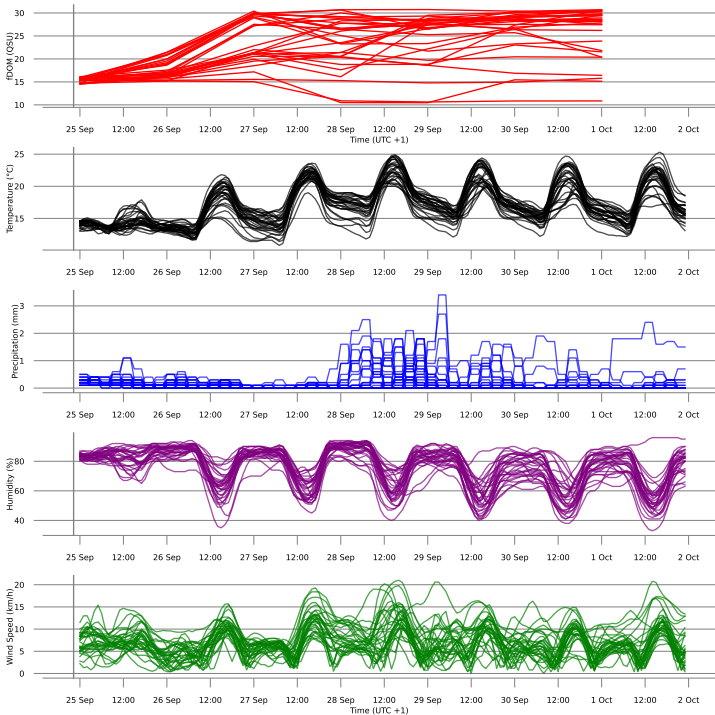 fDOM (QSU)
30
25
20
15
10
25 Sep 12:00 26 Sep 12:00 27 Sep 12:00 28 Sep 12:00 29 Sep 12:00 30 Sep 12:00 1 Oct 12:00 2 Oct
Time (UTC +1)
Temperature (°C)
25
20
15
25 Sep 12:00 26 Sep 12:00 27 Sep 12:00 28 Sep 12:00 29 Sep 12:00 30 Sep 12:00 1 Oct 12:00 2 Oct
Precipitation (mm)
3
2
1
0
25 Sep 12:00 26 Sep 12:00 27 Sep 12:00 28 Sep 12:00 29 Sep 12:00 30 Sep 12:00 1 Oct 12:00 2 Oct
Humidity (%)
80
60
40
25 Sep 12:00 26 Sep 12:00 27 Sep 12:00 28 Sep 12:00 29 Sep 12:00 30 Sep 12:00 1 Oct 12:00 2 Oct
Wind Speed (km/h)
20
15
10
5
0
25 Sep 12:00 26 Sep 12:00 27 Sep 12:00 28 Sep 12:00 29 Sep 12:00 30 Sep 12:00 1 Oct 12:00 2 Oct
Time (UTC +1)